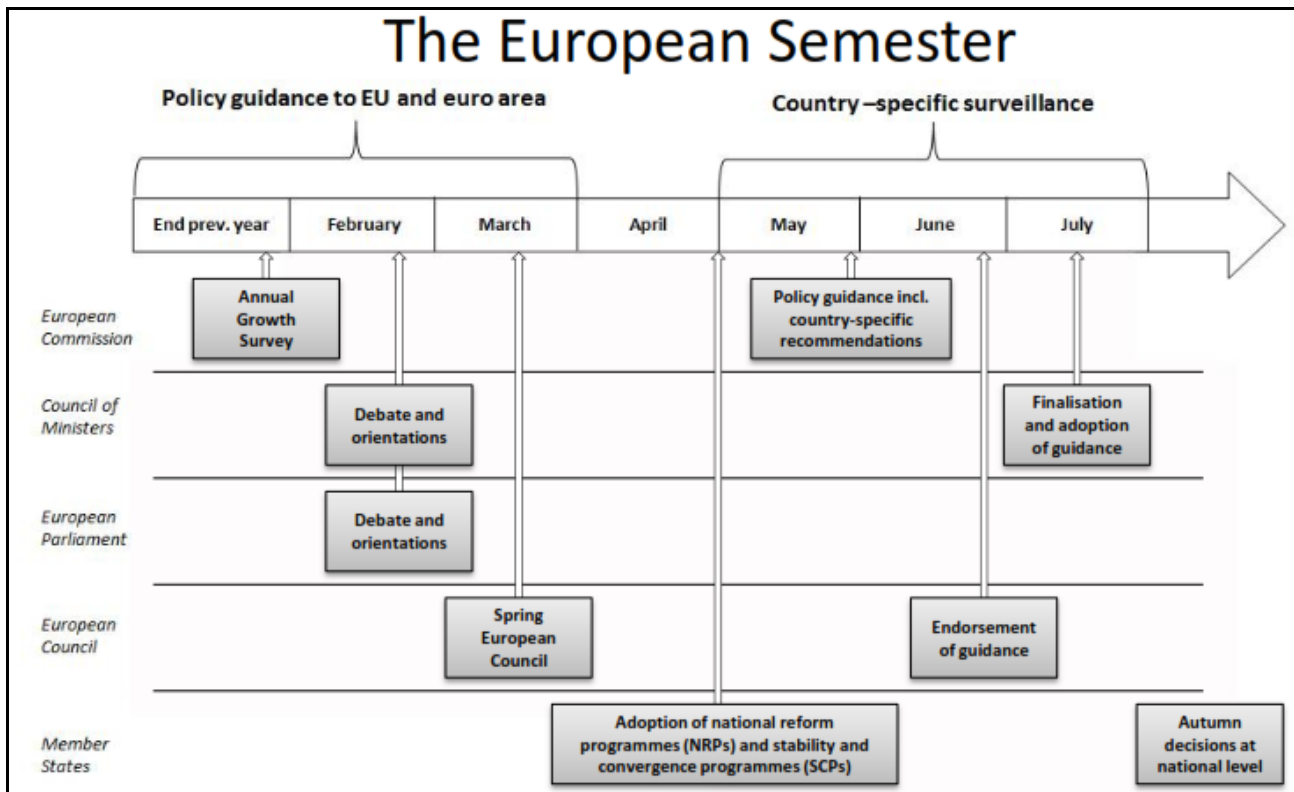 The European Semester
Policy guidance to EU and euro area
Country –specific surveillance
End prev. year
February
March
April
May
June
July
European
Commission
Annual
Growth
Survey
Policy guidance incl.
country-specific
recommendations
Council of
Ministers
Debate and
orientations
Finalisation
and adoption
of guidance
European
Parliament
Debate and
orientations
European
Council
Spring
European
Council
Endorsement
of guidance
Member
States
Adoption of national reform
programmes (NRPs) and stability and
convergence programmes (SCPs)
Autumn
decisions at
national level